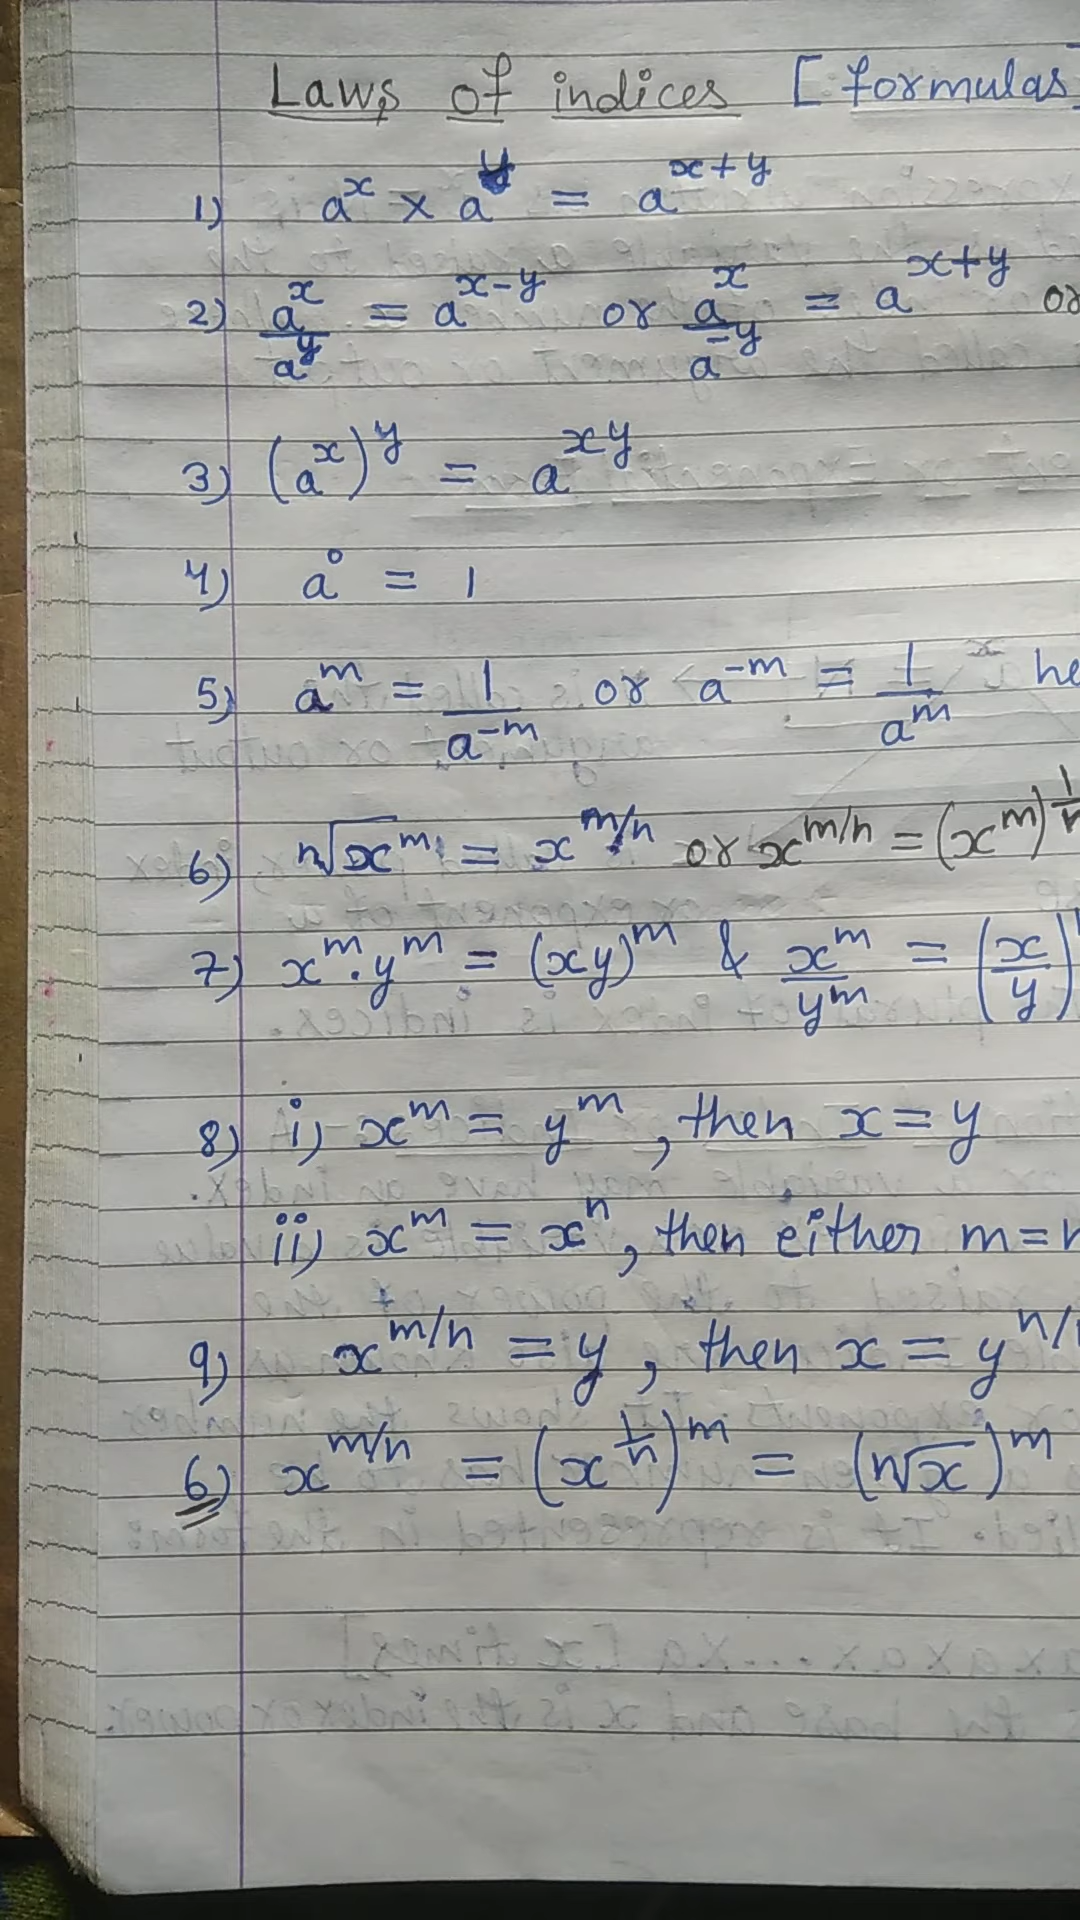 Laws of indices [formulas]
1) a^x × a^y = a^(x+y)
2) a^x/a^y = a^(x-y) or a^x/a^-y = a^(x+y) or
3) (a^x)^y = a^(xy)
4) a^0 = 1
5) a^m = 1/a^-m or a^-m = 1/a^m
6) ⁿ√x^m = x^(m/n) or x^(m/n) = (x^m)^(1/n)
7) x^m · y^m = (xy)^m & x^m/y^m = (x/y)
8) i) x^m = y^m, then x = y
ii) x^m = x^n, then either m = n
9) x^(m/n) = y, then x = y^(n/
6) x^(m/n) = (x^(1/n))^m = (ⁿ√x)^m